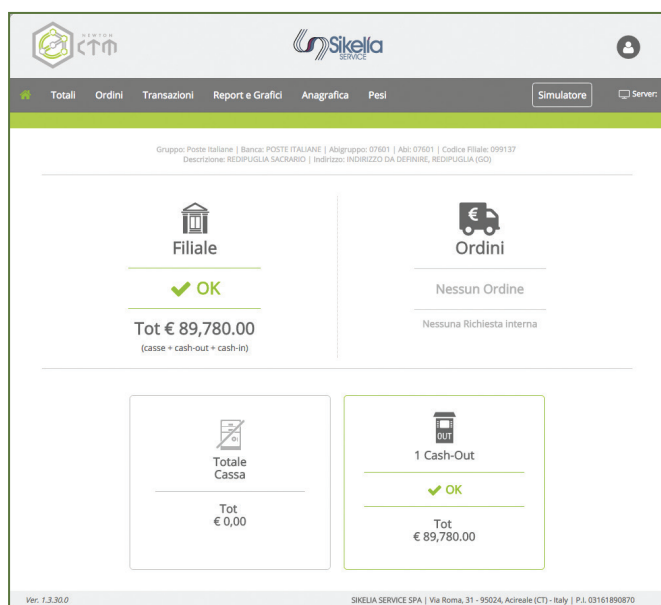 NEWTON
CTM
Sikelia
SERVICE
Totali Ordini Transazioni Report e Grafici Anagrafica Pesi Simulatore Server:
Gruppo: Poste Italiane | Banca: POSTE ITALIANE | Abigruppo: 07601 | Abi: 07601 | Codice Filiale: 099137
Descrizione: REDIPUGLIA SACRARIO | Indirizzo: INDIRIZZO DA DEFINIRE, REDIPUGLIA (GO)
Filiale
OK
Tot € 89,780.00
(casse + cash-out + cash-in)
€
Ordini
Nessun Ordine
Nessuna Richiesta interna
Totale
Cassa
Tot
€ 0,00
OUT
1 Cash-Out
OK
Tot
€ 89,780.00
Ver. 1.3.30.0 SIKELIA SERVICE SPA | Via Roma, 31 - 95024, Acireale (CT) - Italy | P.I. 03161890870